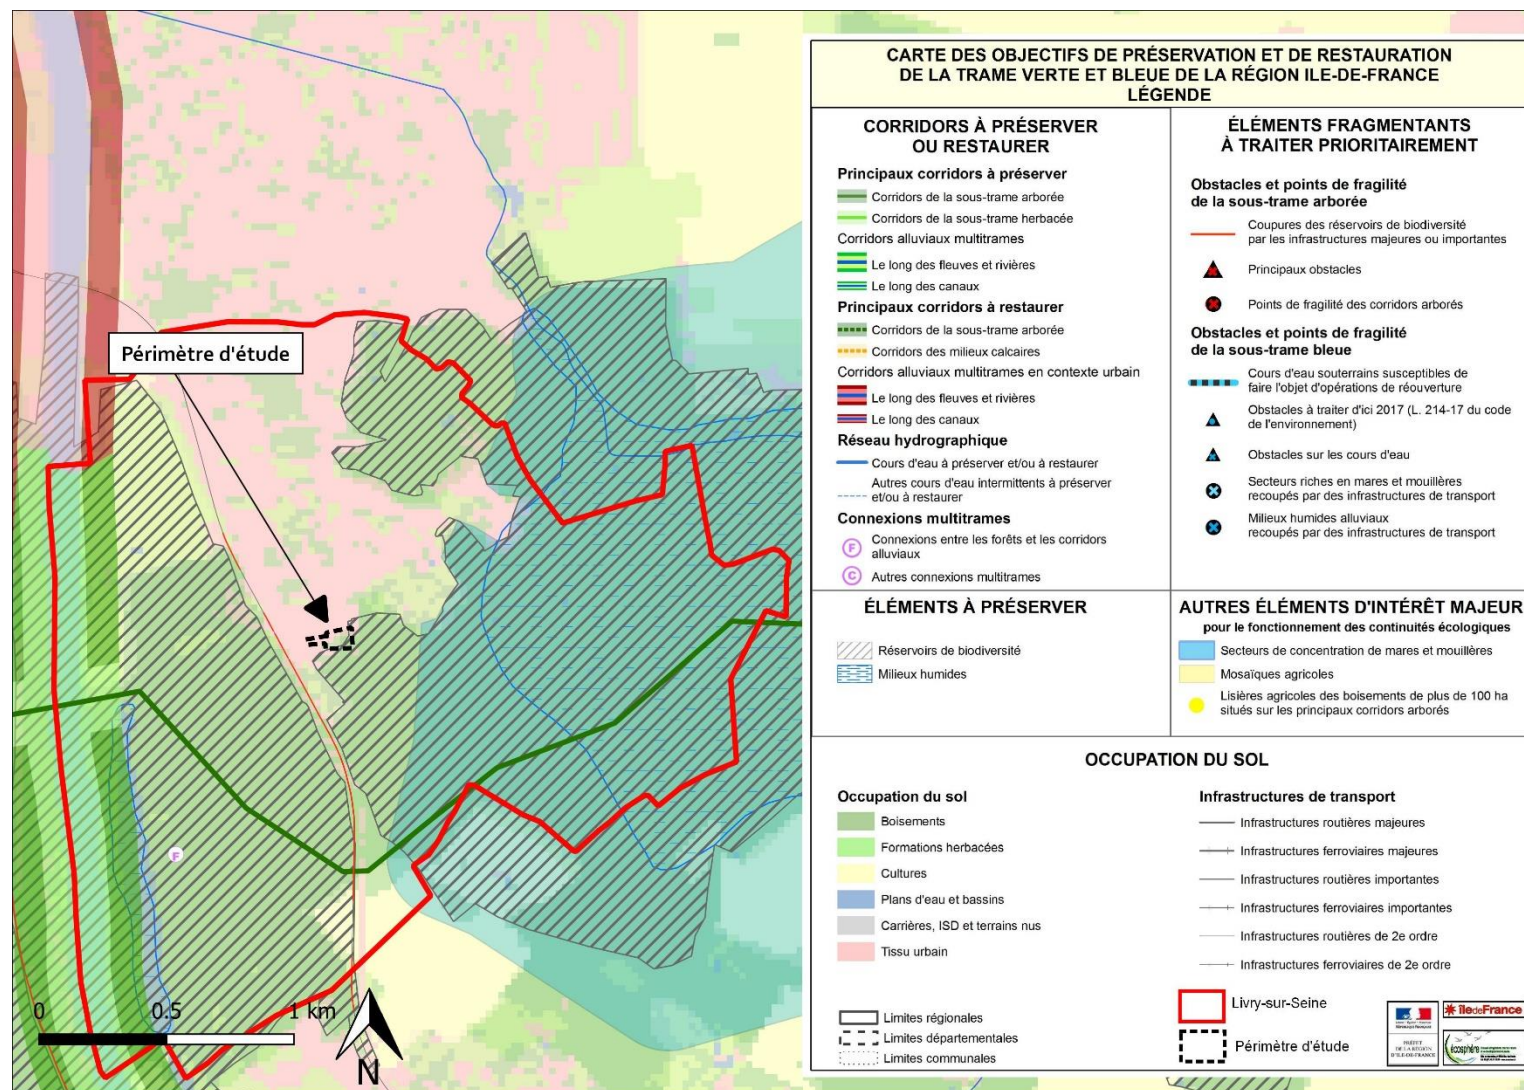 Périmètre d'étude
0
0.5
1 km
N
F
CARTE DES OBJECTIFS DE PRÉSERVATION ET DE RESTAURATION
DE LA TRAME VERTE ET BLEUE DE LA RÉGION ILE-DE-FRANCE
LÉGENDE
CORRIDORS À PRÉSERVER
OU RESTAURER
Principaux corridors à préserver
Corridors de la sous-trame arborée
Corridors de la sous-trame herbacée
Corridors alluviaux multitrames
Le long des fleuves et rivières
Le long des canaux
Principaux corridors à restaurer
Corridors de la sous-trame arborée
Corridors des milieux calcaires
Corridors alluviaux multitrames en contexte urbain
Le long des fleuves et rivières
Le long des canaux
Réseau hydrographique
Cours d'eau à préserver et/ou à restaurer
Autres cours d'eau intermittents à préserver
et/ou à restaurer
Connexions multitrames
F Connexions entre les forêts et les corridors
alluviaux
C Autres connexions multitrames
ÉLÉMENTS FRAGMENTANTS
À TRAITER PRIORITAIREMENT
Obstacles et points de fragilité
de la sous-trame arborée
Coupures des réservoirs de biodiversité
par les infrastructures majeures ou importantes
Principaux obstacles
Points de fragilité des corridors arborés
Obstacles et points de fragilité
de la sous-trame bleue
Cours d'eau souterrains susceptibles de
faire l'objet d'opérations de réouverture
Obstacles à traiter d'ici 2017 (L. 214-17 du code
de l'environnement)
Obstacles sur les cours d'eau
Secteurs riches en mares et mouillères
recoupés par des infrastructures de transport
Milieux humides alluviaux
recoupés par des infrastructures de transport
ÉLÉMENTS À PRÉSERVER
Réservoirs de biodiversité
Milieux humides
AUTRES ÉLÉMENTS D'INTÉRÊT MAJEUR
pour le fonctionnement des continuités écologiques
Secteurs de concentration de mares et mouillères
Mosaïques agricoles
Lisières agricoles des boisements de plus de 100 ha
situés sur les principaux corridors arborés
OCCUPATION DU SOL
Occupation du sol
Boisements
Formations herbacées
Cultures
Plans d'eau et bassins
Carrières, ISD et terrains nus
Tissu urbain
Limites régionales
Limites départementales
Limites communales
Infrastructures de transport
Infrastructures routières majeures
Infrastructures ferroviaires majeures
Infrastructures routières importantes
Infrastructures ferroviaires importantes
Infrastructures routières de 2e ordre
Infrastructures ferroviaires de 2e ordre
Livry-sur-Seine
Périmètre d'étude
PRÉFET
DE LA RÉGION
D'ILE-DE-FRANCE
îledeFrance
écosphère